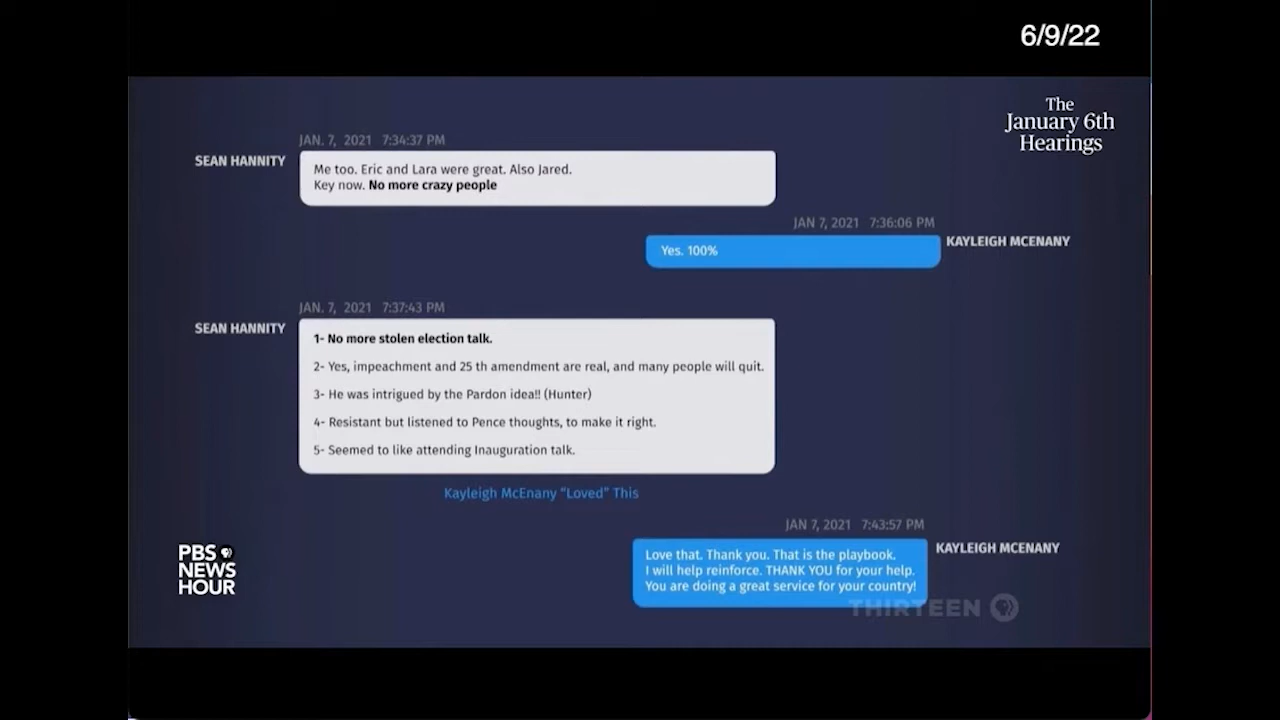 6/9/22
The
January 6th
Hearings
JAN. 7, 2021 7:34:37 PM
SEAN HANNITY
Me too. Eric and Lara were great. Also Jared.
Key now. No more crazy people
JAN 7, 2021 7:36:06 PM
KAYLEIGH MCENANY
Yes. 100%
JAN. 7, 2021 7:37:43 PM
SEAN HANNITY
1- No more stolen election talk.
2- Yes, impeachment and 25 th amendment are real, and many people will quit.
3- He was intrigued by the Pardon idea!! (Hunter)
4- Resistant but listened to Pence thoughts, to make it right.
5- Seemed to like attending Inauguration talk.
Kayleigh McEnany “Loved” This
JAN 7, 2021 7:43:57 PM
KAYLEIGH MCENANY
Love that. Thank you. That is the playbook.
I will help reinforce. THANK YOU for your help.
You are doing a great service for your country!
PBS
NEWS
HOUR
THIRTEEN